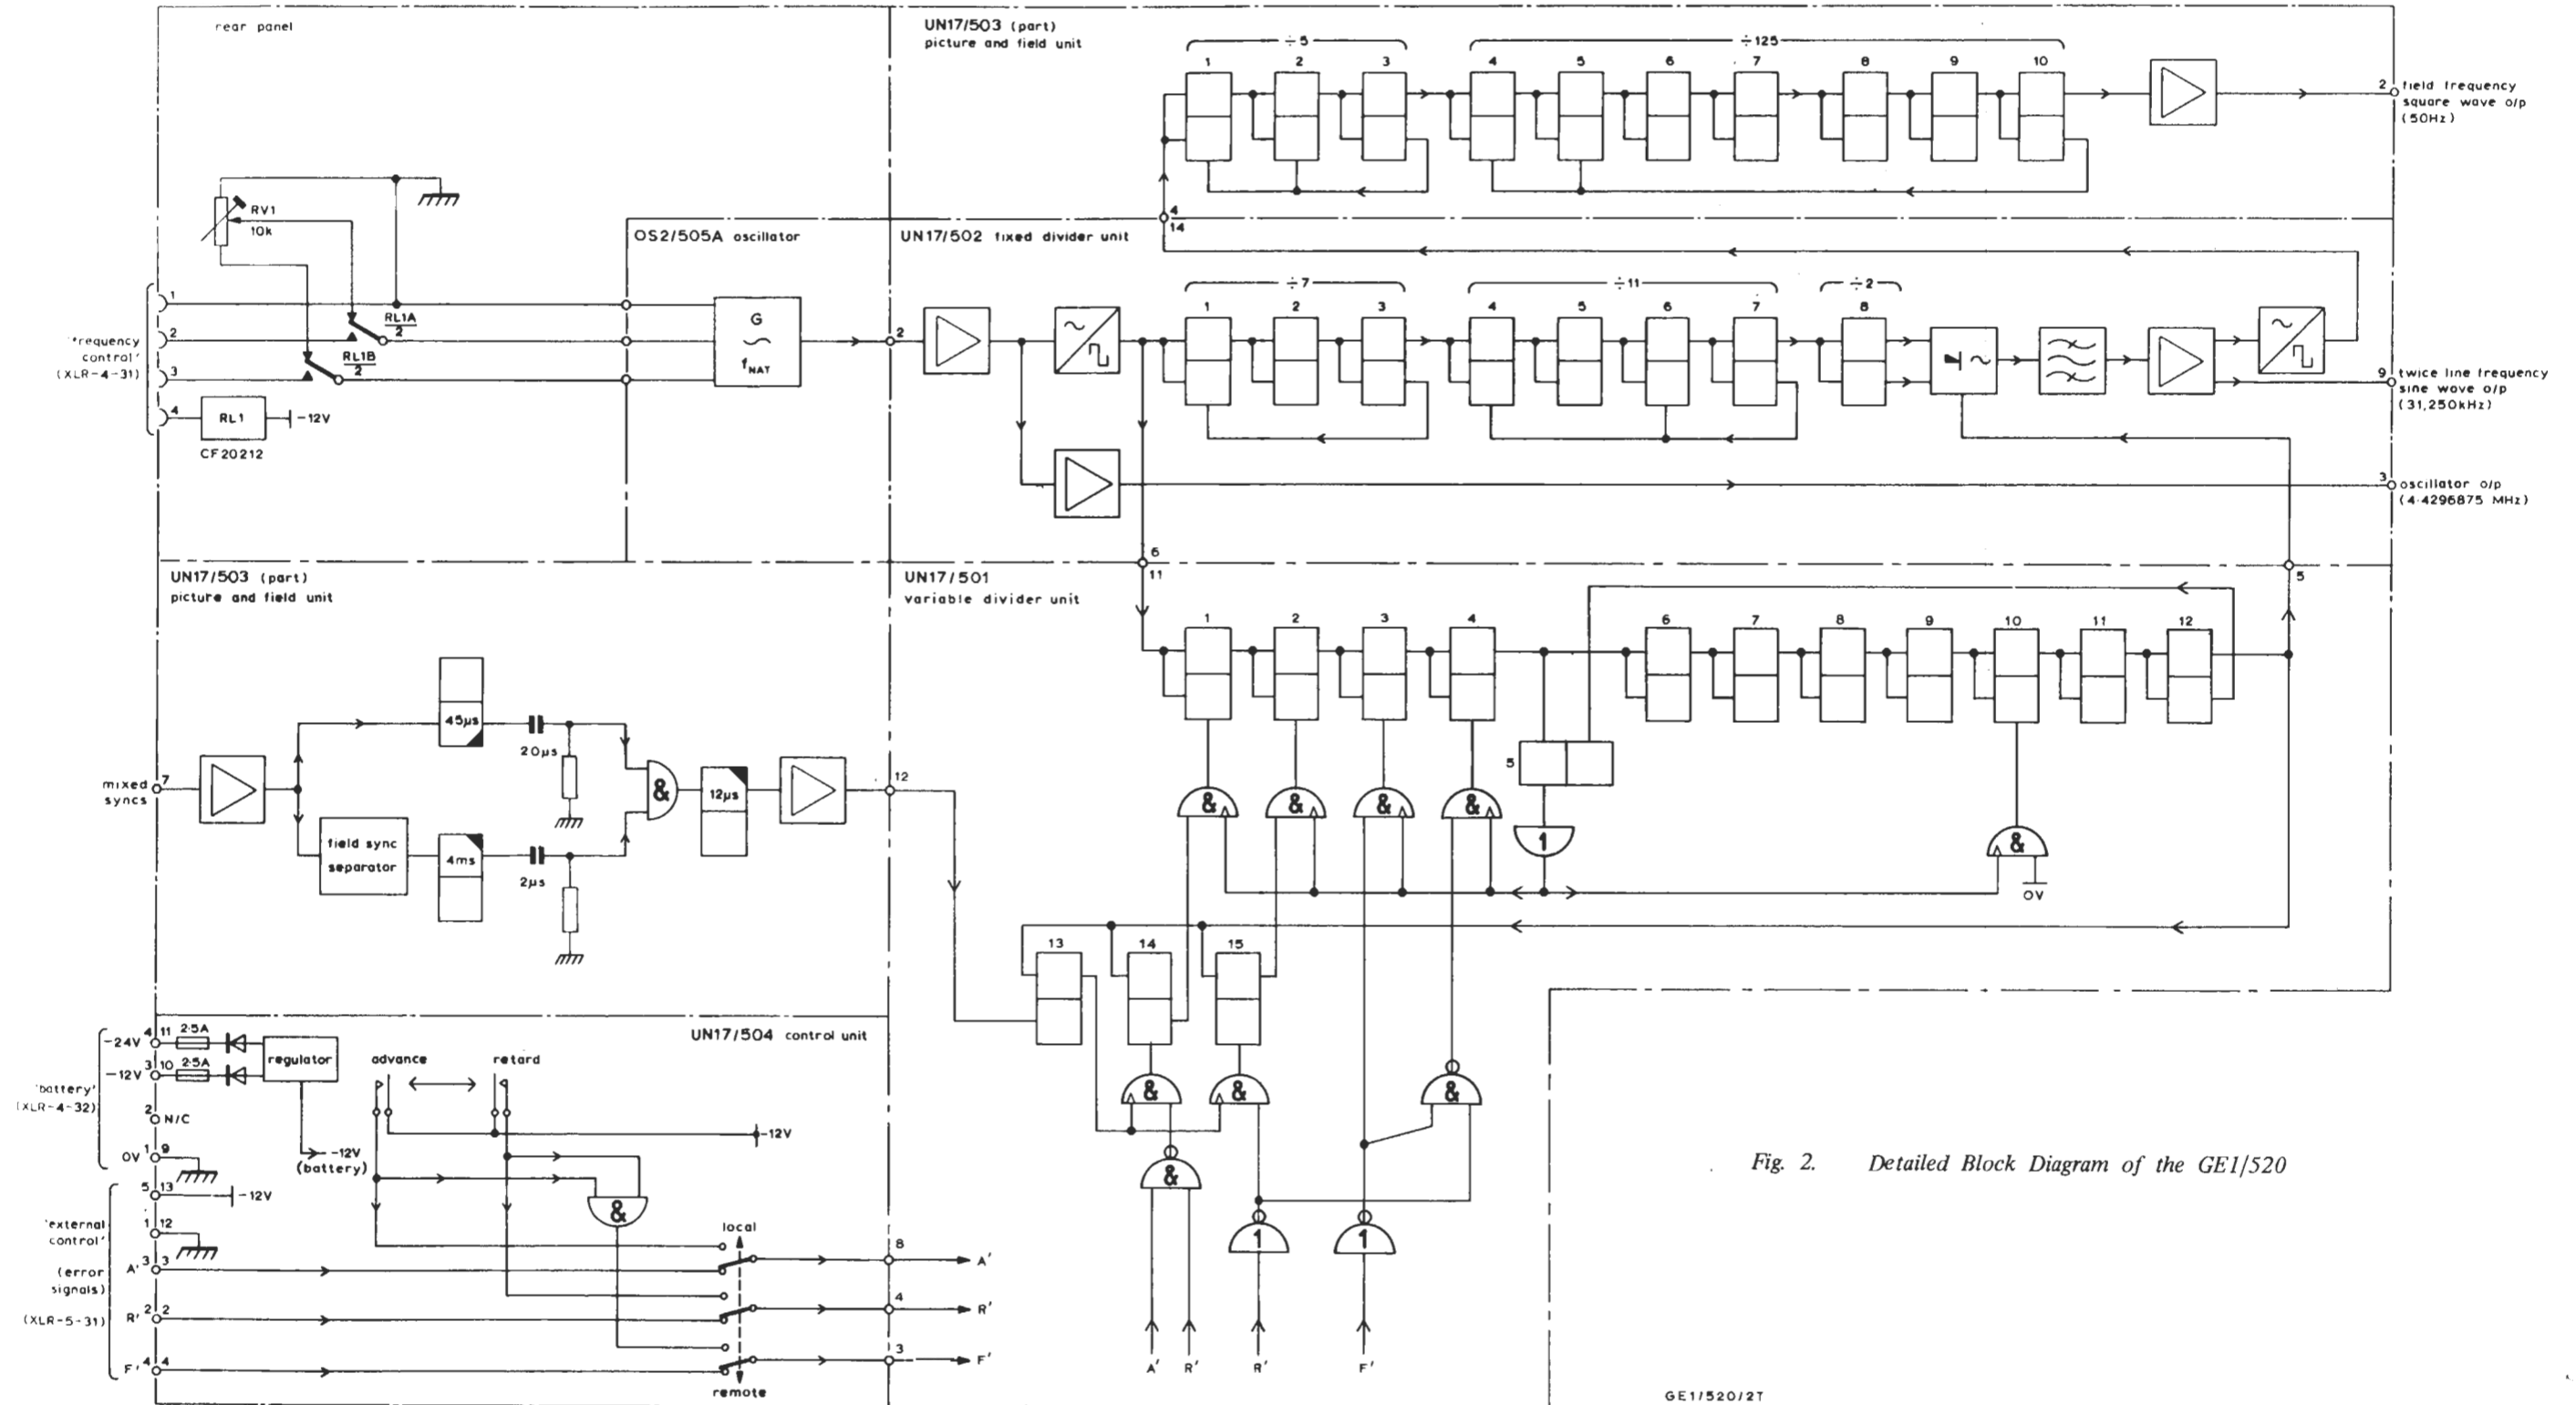 rear panel
RV1
10k
'frequency
control'
(XLR-4-31)
1
2
3
4
RL1A
2
RL1B
2
RL1
-12V
CF20212
OS2/505A oscillator
G
fNAT
UN17/503 (part)
picture and field unit
÷5
÷125
1
2
3
4
5
6
7
8
9
10
2
field frequency
square wave o/p
(50Hz)
4
14
UN17/502 fixed divider unit
2
÷7
÷11
÷2
1
2
3
4
5
6
7
8
9
twice line frequency
sine wave o/p
(31,250kHz)
3
oscillator o/p
(4·4296875 MHz)
6
11
5
UN17/503 (part)
picture and field unit
mixed
syncs
7
45µs
20µs
field sync
separator
4ms
2µs
&
12µs
12
UN17/501
variable divider unit
1
2
3
4
6
7
8
9
10
11
12
5
&
&
&
&
1
&
0V
13
14
15
&
&
&
&
1
1
A'
R'
R'
F'
UN17/504 control unit
'battery'
(XLR-4-32)
-24V
4
11
2·5A
-12V
3
10
2·5A
regulator
2
N/C
0V
1
9
-12V
(battery)
advance
retard
-12V
&
'external
control'
(error
signals)
(XLR-5-31)
5
13
-12V
1
12
A'
3
3
R'
2
2
F'
4
4
local
remote
8
A'
4
R'
3
F'
Fig. 2. Detailed Block Diagram of the GE1/520
GE1/520/2T